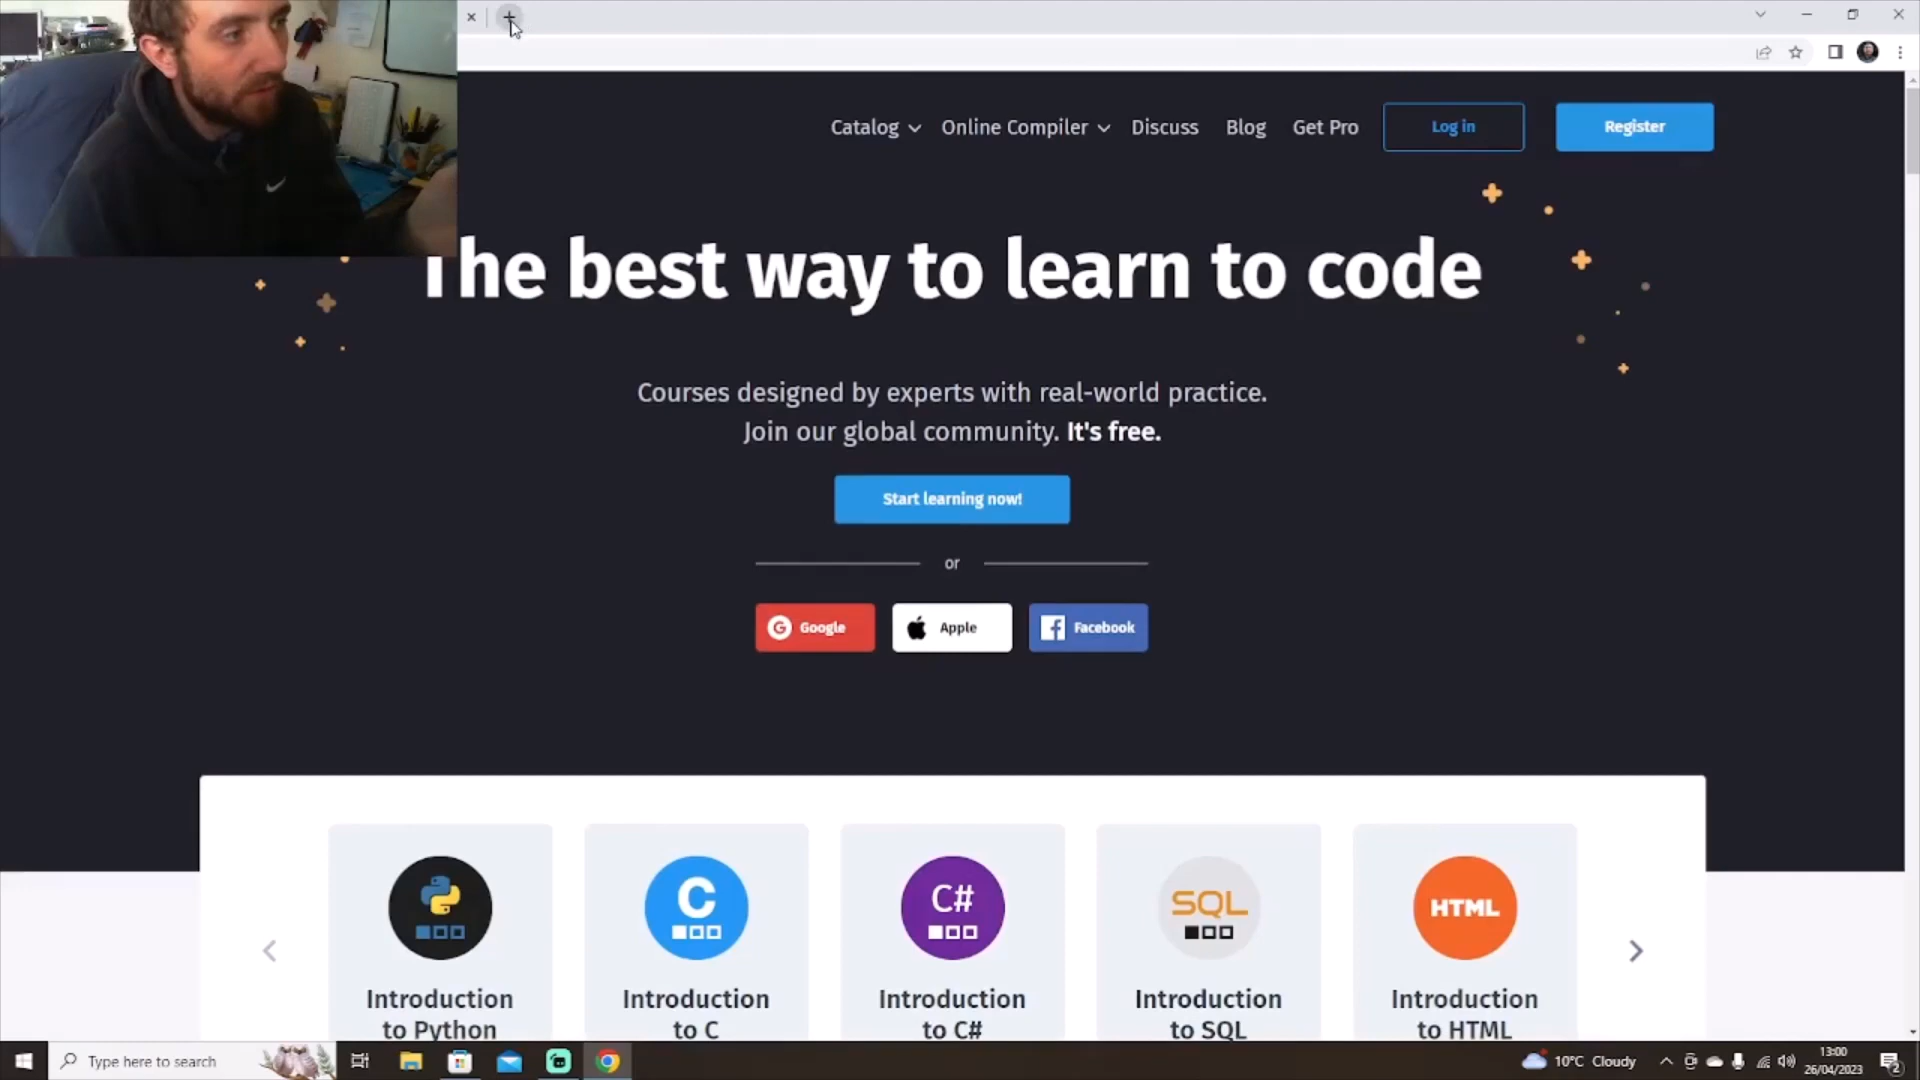 Catalog
Online Compiler
Discuss
Blog
Get Pro
Log in
Register
The best way to learn to code
Courses designed by experts with real-world practice.
Join our global community. It's free.
Start learning now!
or
Google
Apple
Facebook
C
C#
SQL
HTML
Introduction
to Python
Introduction
to C
Introduction
to C#
Introduction
to SQL
Introduction
to HTML
Type here to search
10°C Cloudy
13:00
26/04/2023
2